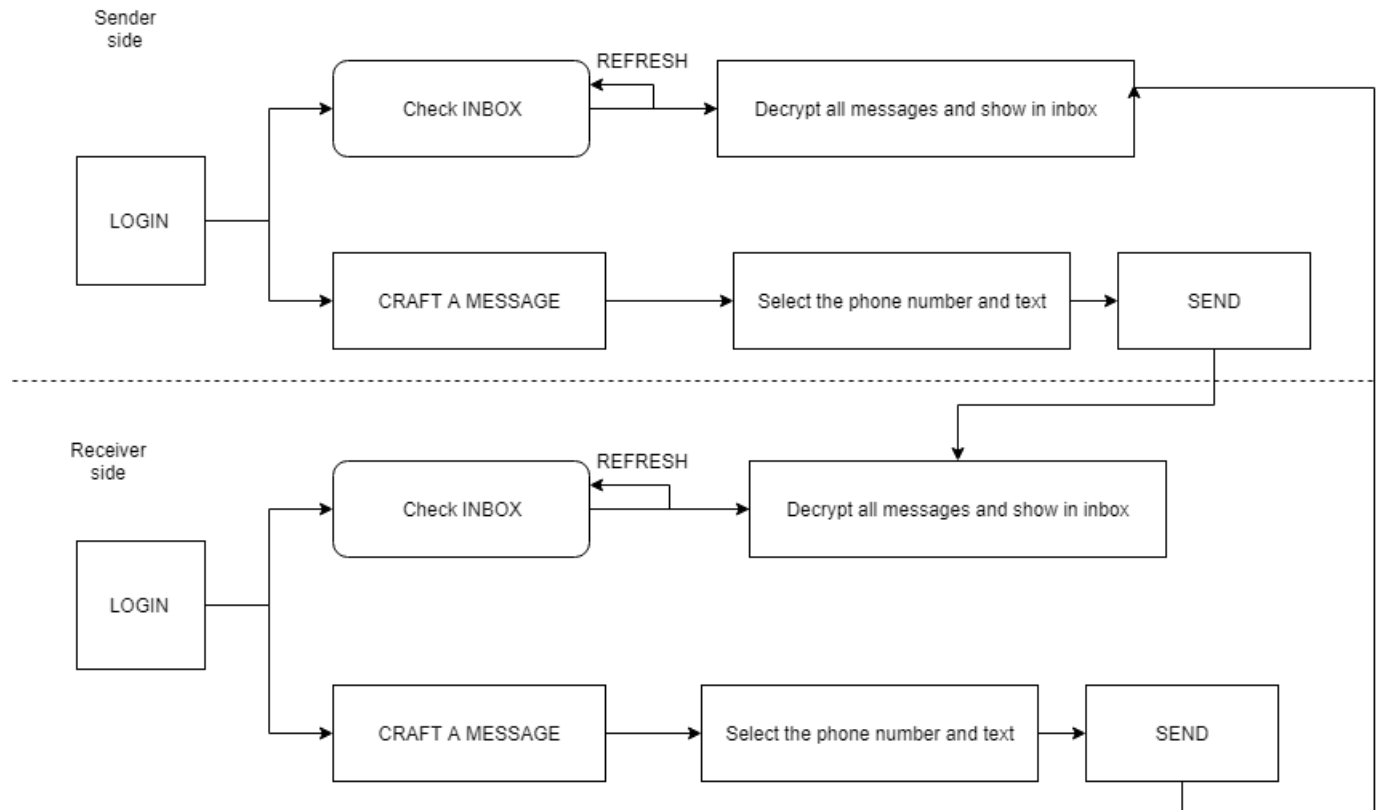 Sender
side
REFRESH
Check INBOX
Decrypt all messages and show in inbox
LOGIN
CRAFT A MESSAGE
Select the phone number and text
SEND
Receiver
side
REFRESH
Check INBOX
Decrypt all messages and show in inbox
LOGIN
CRAFT A MESSAGE
Select the phone number and text
SEND